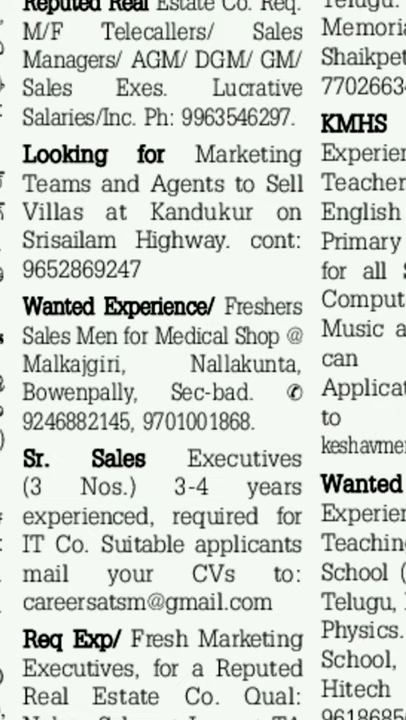 Reputed Real Estate Co. Req.
M/F Telecallers/ Sales
Managers/ AGM/ DGM/ GM/
Sales Exes. Lucrative
Salaries/Inc. Ph: 9963546297.
Looking for Marketing
Teams and Agents to Sell
Villas at Kandukur on
Srisailam Highway. cont:
9652869247
Wanted Experience/ Freshers
Sales Men for Medical Shop @
Malkajgiri, Nallakunta,
Bowenpally, Sec-bad. ✆
9246882145, 9701001868.
Sr. Sales Executives
(3 Nos.) 3-4 years
experienced, required for
IT Co. Suitable applicants
mail your CVs to:
careersatsm@gmail.com
Req Exp/ Fresh Marketing
Executives, for a Reputed
Real Estate Co. Qual:
Telugu.
Memoria
Shaikpet
7702663
KMHS
Experien
Teacher
English
Primary
for all S
Comput
Music a
can
Applicat
to
keshavme
Wanted
Experien
Teachin
School (
Telugu,
Physics.
School,
Hitech